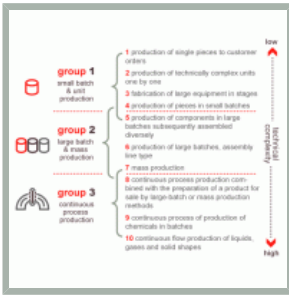 low
1 production of single pieces to customer
orders
group 1
small batch
& unit
production
2 production of technically complex units
one by one
3 fabrication of large equipment in stages
4 production of pieces in small batches
5 production of components in large
batches subsequently assembled
diversely
group 2
large batch
& mass
production
6 production of large batches, assembly
line type
7 mass production
8 continuous process production com-
bined with the preparation of a product for
sale by large-batch or mass production
methods
group 3
continuous
process
production
9 continuous process of production of
chemicals in batches
10 continuous flow production of liquids,
gases and solid shapes
technical
complexity
high